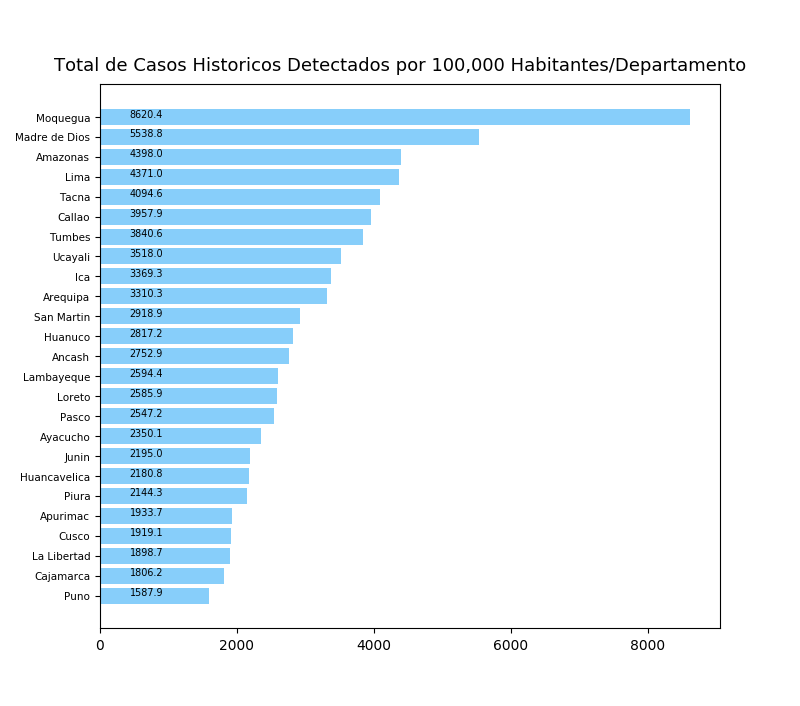 Total de Casos Historicos Detectados por 100,000 Habitantes/Departamento
Moquegua 8620.4
Madre de Dios 5538.8
Amazonas 4398.0
Lima 4371.0
Tacna 4094.6
Callao 3957.9
Tumbes 3840.6
Ucayali 3518.0
Ica 3369.3
Arequipa 3310.3
San Martin 2918.9
Huanuco 2817.2
Ancash 2752.9
Lambayeque 2594.4
Loreto 2585.9
Pasco 2547.2
Ayacucho 2350.1
Junin 2195.0
Huancavelica 2180.8
Piura 2144.3
Apurimac 1933.7
Cusco 1919.1
La Libertad 1898.7
Cajamarca 1806.2
Puno 1587.9
0 2000 4000 6000 8000